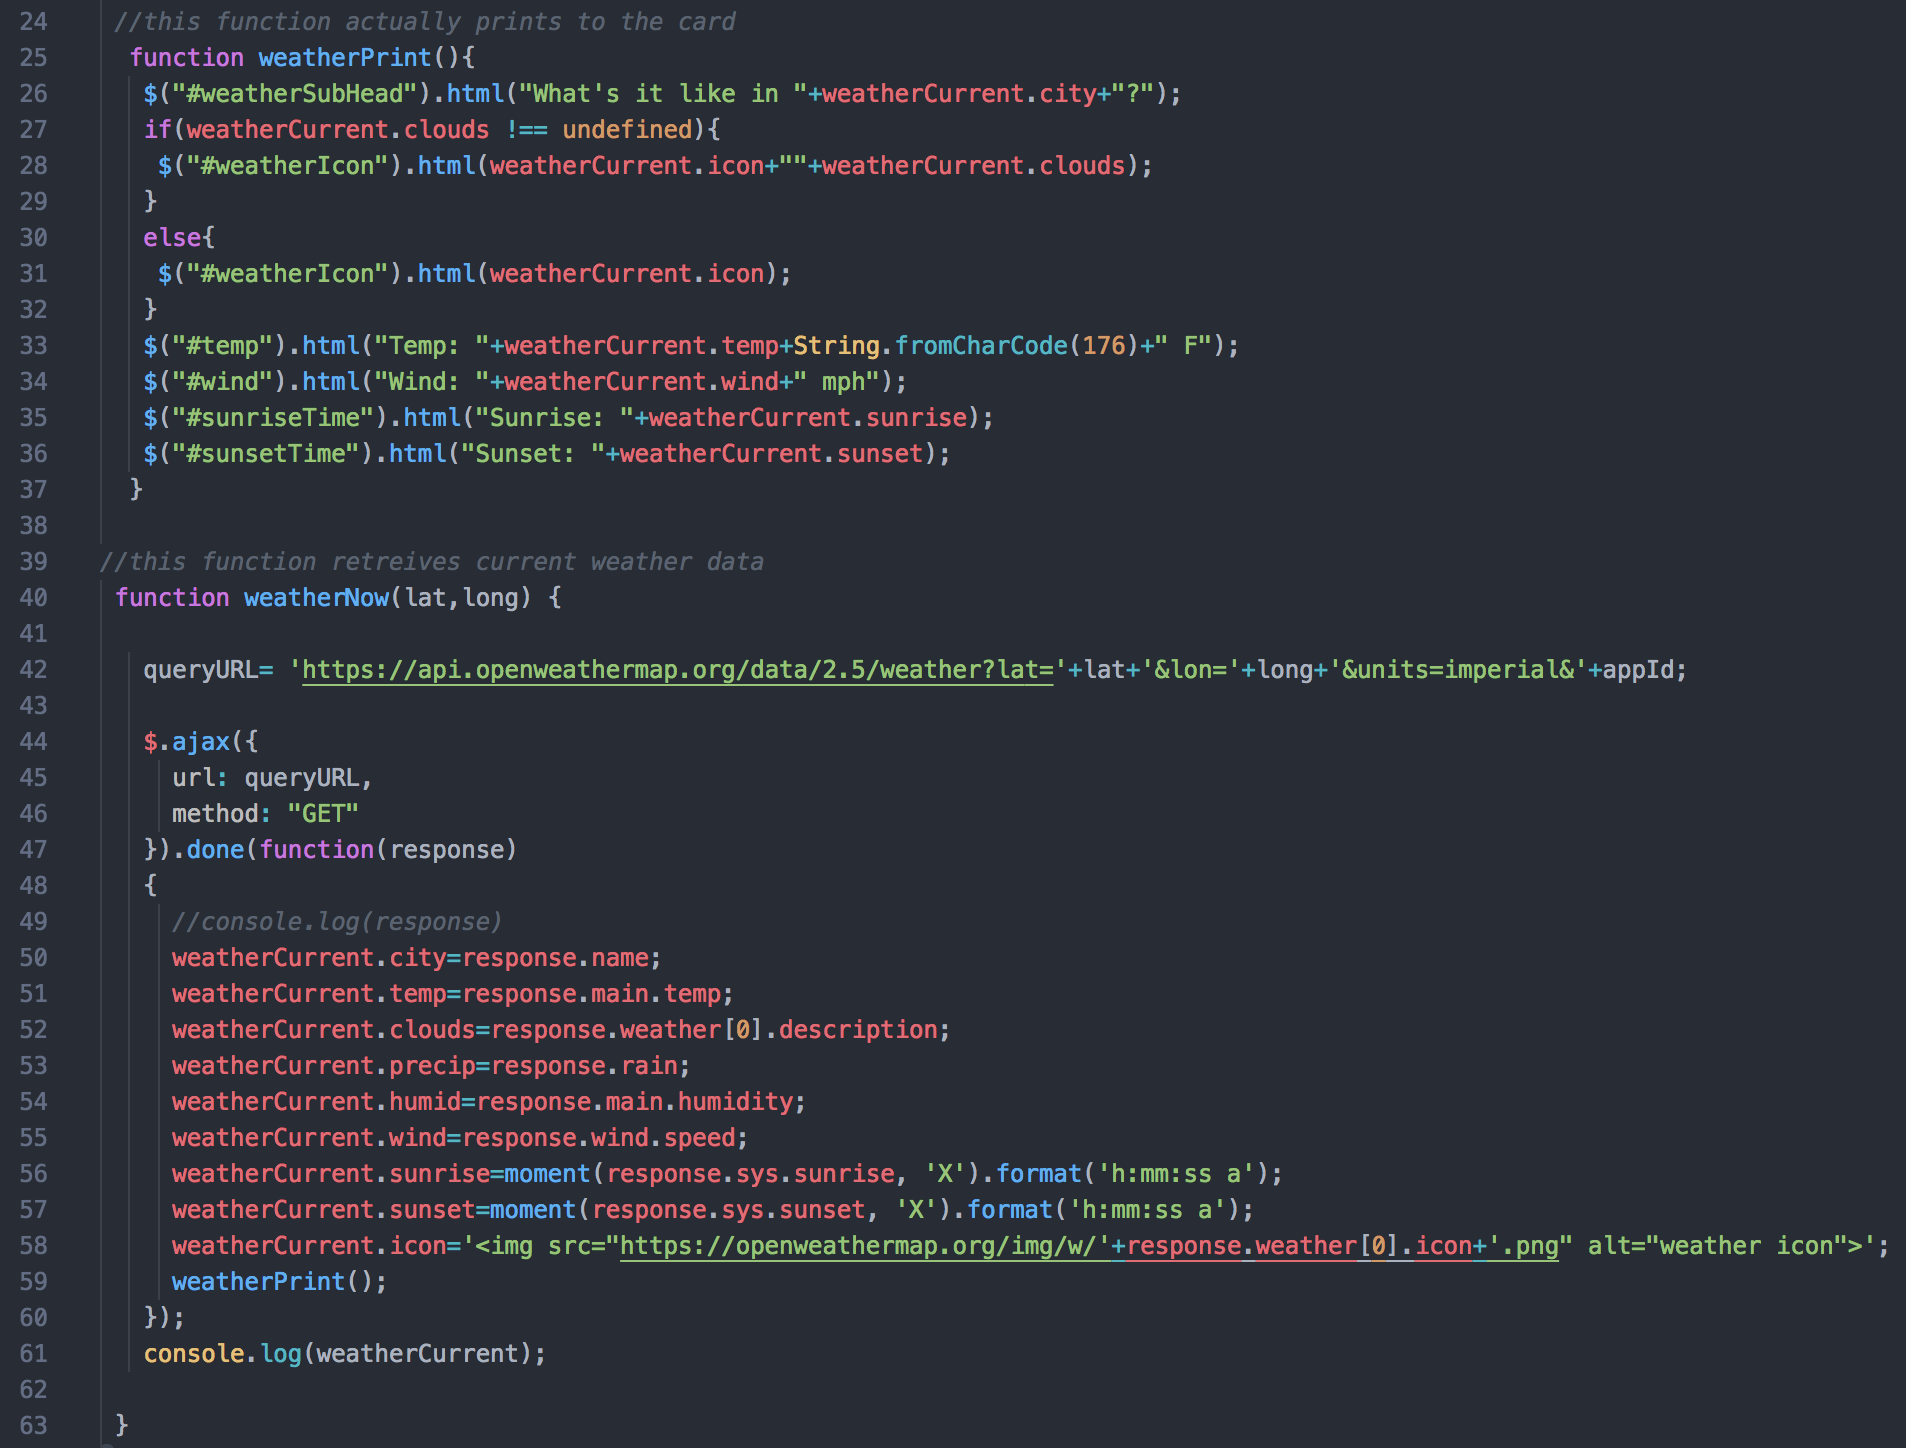 24 //this function actually prints to the card
25 function weatherPrint(){
26 $("#weatherSubHead").html("What's it like in "+weatherCurrent.city+"?");
27 if(weatherCurrent.clouds !== undefined){
28 $("#weatherIcon").html(weatherCurrent.icon+""+weatherCurrent.clouds);
29 }
30 else{
31 $("#weatherIcon").html(weatherCurrent.icon);
32 }
33 $("#temp").html("Temp: "+weatherCurrent.temp+String.fromCharCode(176)+" F");
34 $("#wind").html("Wind: "+weatherCurrent.wind+" mph");
35 $("#sunriseTime").html("Sunrise: "+weatherCurrent.sunrise);
36 $("#sunsetTime").html("Sunset: "+weatherCurrent.sunset);
37 }
38
39 //this function retreives current weather data
40 function weatherNow(lat,long) {
41
42 queryURL= 'https://api.openweathermap.org/data/2.5/weather?lat='+lat+'&lon='+long+'&units=imperial&'+appId;
43
44 $.ajax({
45 url: queryURL,
46 method: "GET"
47 }).done(function(response)
48 {
49 //console.log(response)
50 weatherCurrent.city=response.name;
51 weatherCurrent.temp=response.main.temp;
52 weatherCurrent.clouds=response.weather[0].description;
53 weatherCurrent.precip=response.rain;
54 weatherCurrent.humid=response.main.humidity;
55 weatherCurrent.wind=response.wind.speed;
56 weatherCurrent.sunrise=moment(response.sys.sunrise, 'X').format('h:mm:ss a');
57 weatherCurrent.sunset=moment(response.sys.sunset, 'X').format('h:mm:ss a');
58 weatherCurrent.icon='<img src="https://openweathermap.org/img/w/'+response.weather[0].icon+'.png" alt="weather icon">';
59 weatherPrint();
60 });
61 console.log(weatherCurrent);
62
63 }